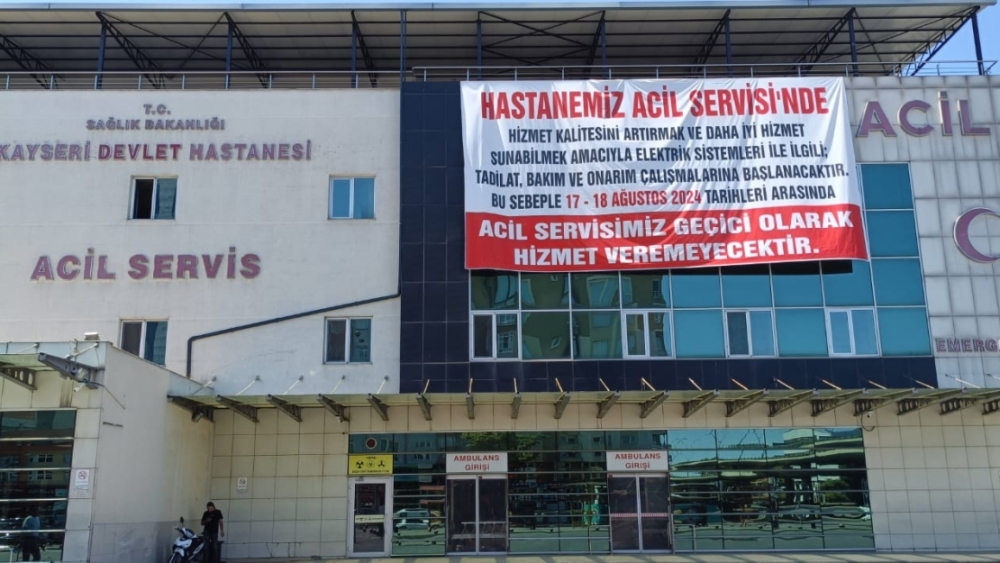 T.C.
SAĞLIK BAKANLIĞI
KAYSERİ DEVLET HASTANESİ
ACİL SERVİS
HASTANEMİZ ACİL SERVİSİ'NDE
HİZMET KALİTESİNİ ARTIRMAK VE DAHA İYİ HİZMET
SUNABİLMEK AMACIYLA ELEKTRİK SİSTEMLERİ İLE İLGİLİ;
TADİLAT, BAKIM VE ONARIM ÇALIŞMALARINA BAŞLANACAKTIR.
BU SEBEPLE 17 - 18 AĞUSTOS 2024 TARİHLERİ ARASINDA
ACİL SERVİSİMİZ GEÇİCİ OLARAK
HİZMET VEREMEYECEKTİR.
ACİL
EMERG
AMBULANS
GİRİŞİ
AMBULANS
GİRİŞİ